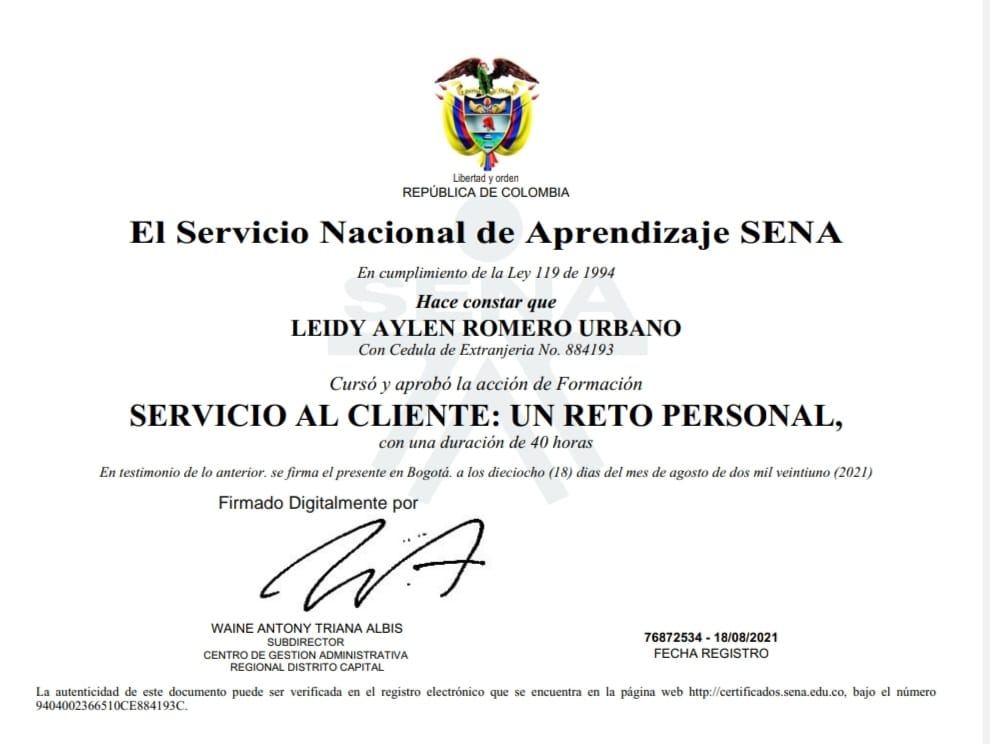 Libertad y orden
REPÚBLICA DE COLOMBIA
El Servicio Nacional de Aprendizaje SENA
En cumplimiento de la Ley 119 de 1994
SENA
Hace constar que
LEIDY AYLEN ROMERO URBANO
Con Cedula de Extranjeria No. 884193
Cursó y aprobó la acción de Formación
SERVICIO AL CLIENTE: UN RETO PERSONAL,
con una duración de 40 horas
En testimonio de lo anterior. se firma el presente en Bogotá. a los dieciocho (18) dias del mes de agosto de dos mil veintiuno (2021)
Firmado Digitalmente por
WAINE ANTONY TRIANA ALBIS
SUBDIRECTOR
CENTRO DE GESTION ADMINISTRATIVA
REGIONAL DISTRITO CAPITAL
76872534 - 18/08/2021
FECHA REGISTRO
La autenticidad de este documento puede ser verificada en el registro electrónico que se encuentra en la página web http://certificados.sena.edu.co, bajo el número
9404002366510CE884193C.